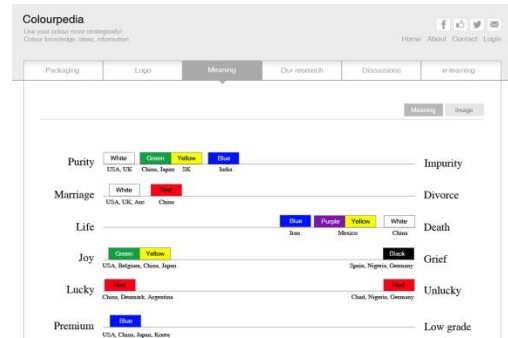 Colourpedia
Use your colour more strategically!
Colour knowledge, ideas, information
Home About Contact Login
Packaging Logo Meaning Our research Discussions e-learning
Meaning Image
Purity White Green Yellow Blue Impurity
USA, UK China, Japan SK India
Marriage White Red Divorce
USA, UK, Aus China
Life Blue Purple Yellow White Death
Iran Mexico China
Joy Green Yellow Black Grief
USA, Belgium, China, Japan Spain, Nigeria, Germany
Lucky Red Red Unlucky
China, Denmark, Argentina Chad, Nigeria, Germany
Premium Blue Low grade
USA, China, Japan, Korea